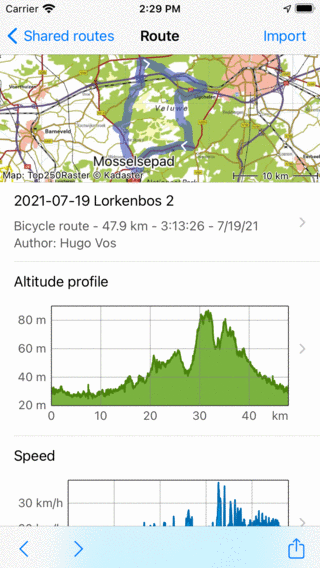 Carrier 2:29 PM
Shared routes Route Import
Veluwe
Barneveld
Mosselsepad
Map: Top250Raster © Kadaster 10 km
2021-07-19 Lorkenbos 2
Bicycle route - 47.9 km - 3:13:26 - 7/19/21
Author: Hugo Vos
Altitude profile
80 m
60 m
40 m
20 m
0 10 20 30 40 km
Speed
30 km/h